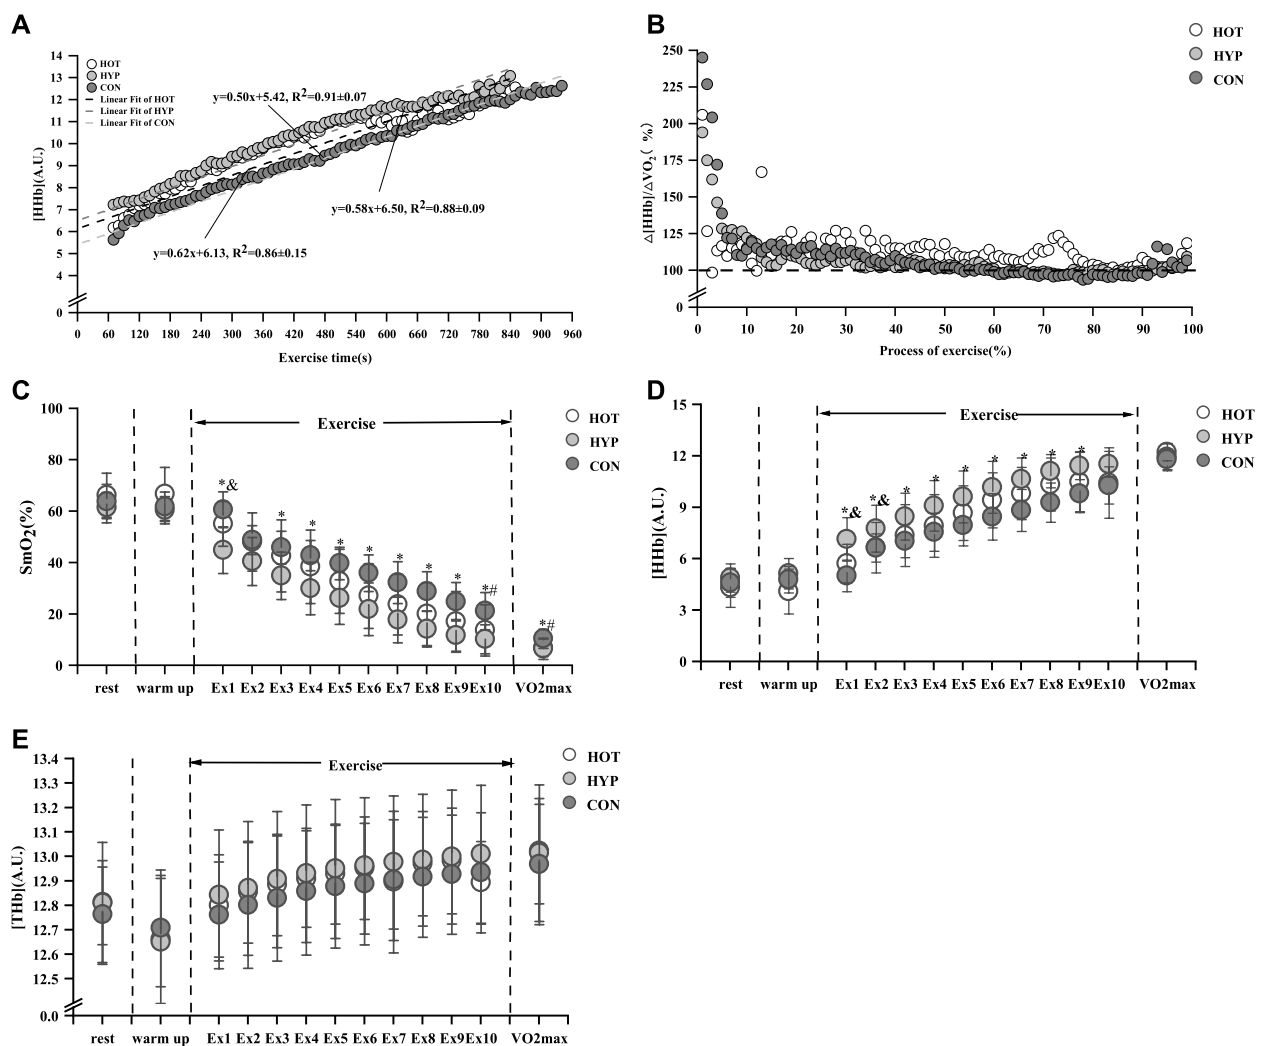 A
[HHb](A.U.)
14
13
12
11
10
9
8
7
6
5
4
0
HOT
HYP
CON
Linear Fit of HOT
Linear Fit of HYP
Linear Fit of CON
y=0.50x+5.42, R2=0.91±0.07
y=0.58x+6.50, R2=0.88±0.09
y=0.62x+6.13, R2=0.86±0.15
0 60 120 180 240 300 360 420 480 540 600 660 720 780 840 900 960
Exercise time(s)
B
△[HHb]/△VO2( %)
250
225
200
175
150
125
100
0
HOT
HYP
CON
0 10 20 30 40 50 60 70 80 90 100
Process of exercise(%)
C
SmO2(%)
100
80
60
40
20
0
Exercise
HOT
HYP
CON
*& * * * * * * * *# *#
rest warm up Ex1 Ex2 Ex3 Ex4 Ex5 Ex6 Ex7 Ex8 Ex9 Ex10 VO2max
D
[HHb](A.U.)
15
12
9
6
3
0
Exercise
HOT
HYP
CON
*& *& * * * * * * *
rest warm up Ex1 Ex2 Ex3 Ex4 Ex5 Ex6 Ex7 Ex8 Ex9 Ex10 VO2max
E
[THb](A.U.)
13.4
13.3
13.2
13.1
13.0
12.9
12.8
12.7
12.6
12.5
0.0
Exercise
HOT
HYP
CON
rest warm up Ex1 Ex2 Ex3 Ex4 Ex5 Ex6 Ex7 Ex8 Ex9 Ex10 VO2max